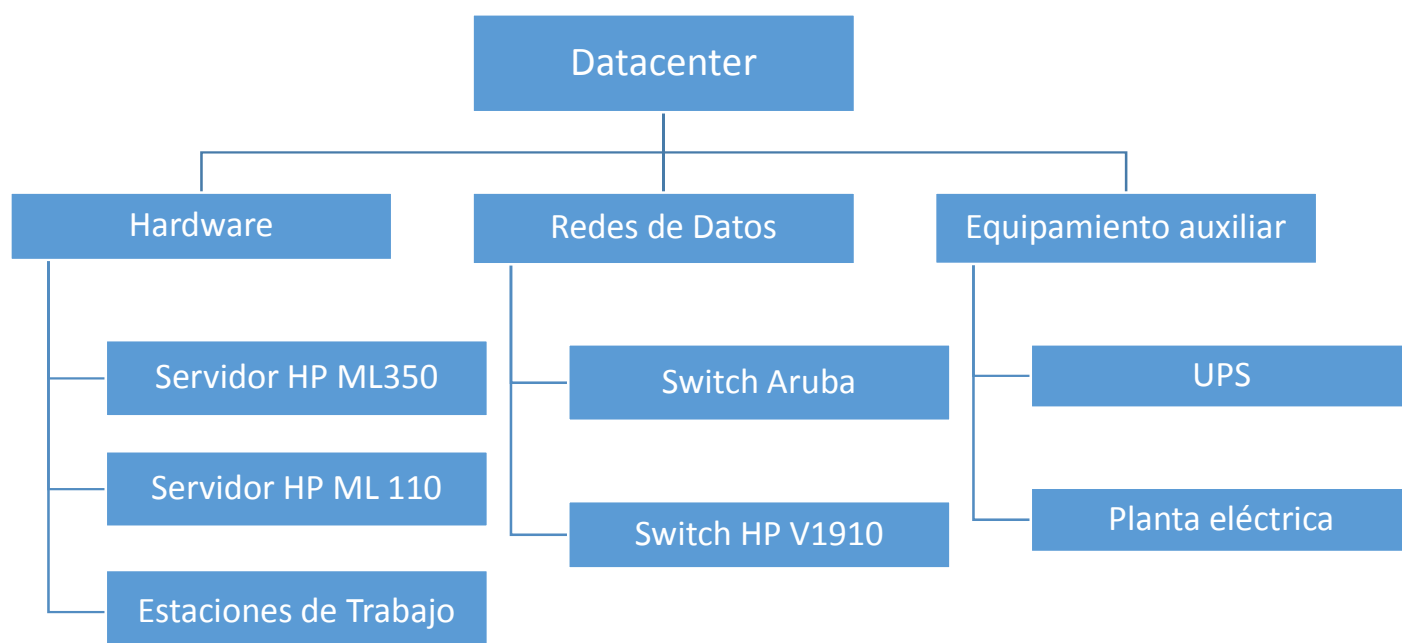 Datacenter
Hardware
Redes de Datos
Equipamiento auxiliar
Servidor HP ML350
Switch Aruba
UPS
Servidor HP ML 110
Switch HP V1910
Planta eléctrica
Estaciones de Trabajo